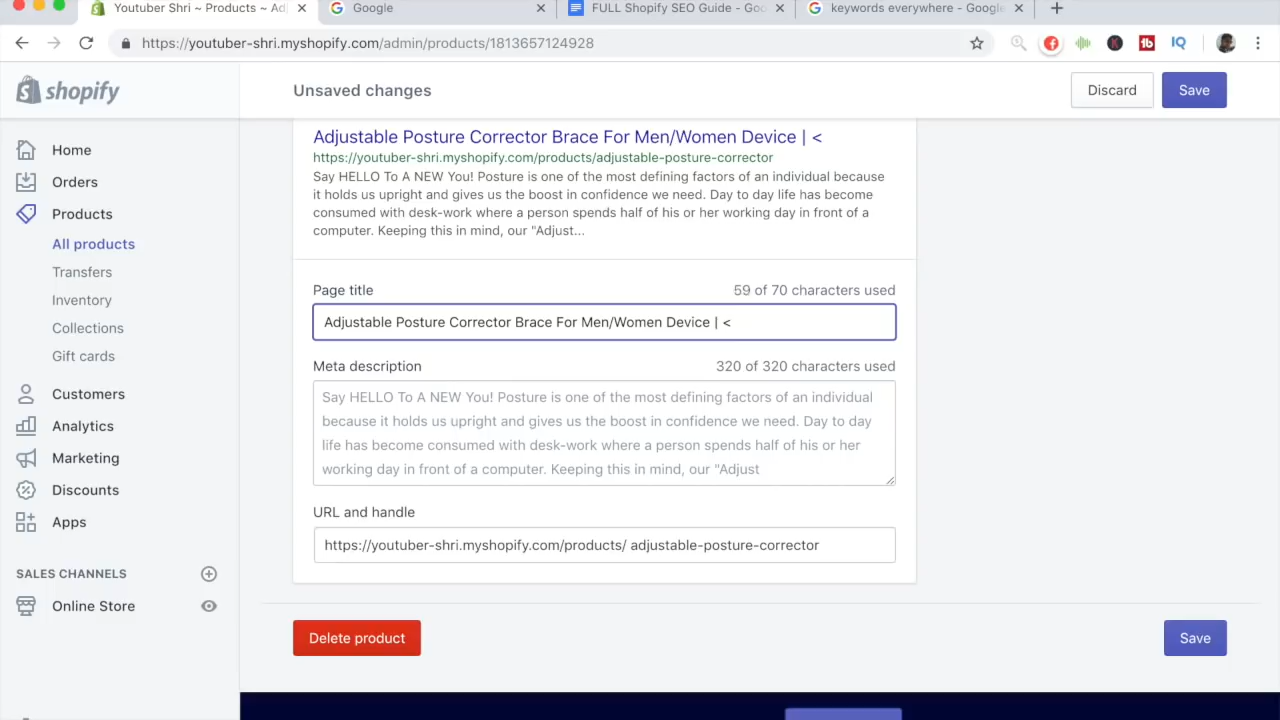 Youtuber Shri ~ Products ~ Ad
Google
FULL Shopify SEO Guide - Goo
keywords everywhere - Google
https://youtuber-shri.myshopify.com/admin/products/1813657124928
IQ
shopify
Unsaved changes
Discard
Save
Home
Orders
Products
All products
Transfers
Inventory
Collections
Gift cards
Customers
Analytics
Marketing
Discounts
Apps
SALES CHANNELS
Online Store
Adjustable Posture Corrector Brace For Men/Women Device | <
https://youtuber-shri.myshopify.com/products/adjustable-posture-corrector
Say HELLO To A NEW You! Posture is one of the most defining factors of an individual because
it holds us upright and gives us the boost in confidence we need. Day to day life has become
consumed with desk-work where a person spends half of his or her working day in front of a
computer. Keeping this in mind, our "Adjust...
Page title
59 of 70 characters used
Adjustable Posture Corrector Brace For Men/Women Device | <
Meta description
320 of 320 characters used
Say HELLO To A NEW You! Posture is one of the most defining factors of an individual
because it holds us upright and gives us the boost in confidence we need. Day to day
life has become consumed with desk-work where a person spends half of his or her
working day in front of a computer. Keeping this in mind, our "Adjust
URL and handle
https://youtuber-shri.myshopify.com/products/ adjustable-posture-corrector
Delete product
Save